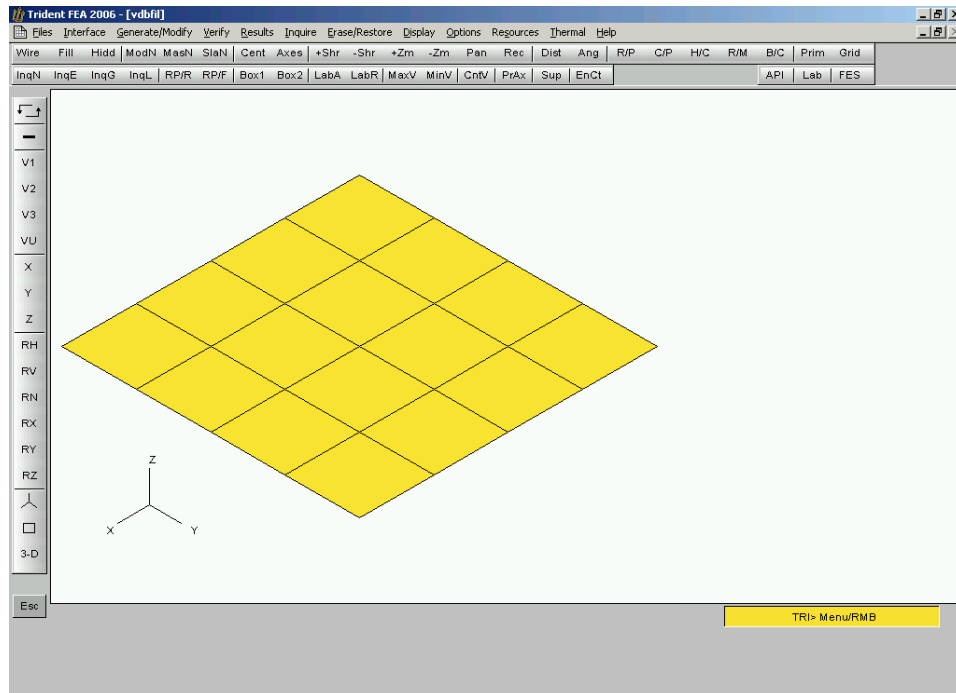 Trident FEA 2006 - [vdbfil]
Files Interface Generate/Modify Verify Results Inquire Erase/Restore Display Options Resources Thermal Help
Wire Fill Hidd ModN MasN SlaN Cent Axes +Shr -Shr +Zm -Zm Pan Rec Dist Ang R/P C/P H/C R/M B/C Prim Grid
InqN InqE InqG InqL RP/R RP/F Box1 Box2 LabA LabR MaxV MinV CntV PrAx Sup EnCt API Lab FES
V1
V2
V3
VU
X
Y
Z
RH
RV
RN
RX
RY
RZ
3-D
Esc
Z
X Y
TRI> Menu/RMB